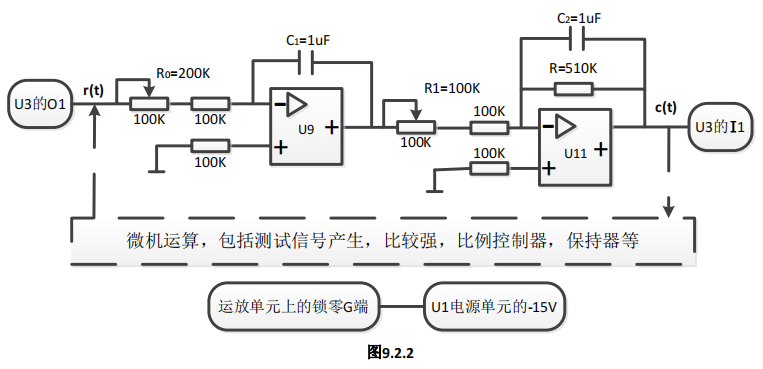 C₂=1uF
C₁=1uF
R₀=200K
R=510K
U3的O1
r(t)
R1=100K
c(t)
U3的I1
100K
100K
100K
U9
100K
100K
U11
100K
微机运算，包括测试信号产生，比较强，比例控制器，保持器等
运放单元上的锁零G端
U1电源单元的-15V
图9.2.2